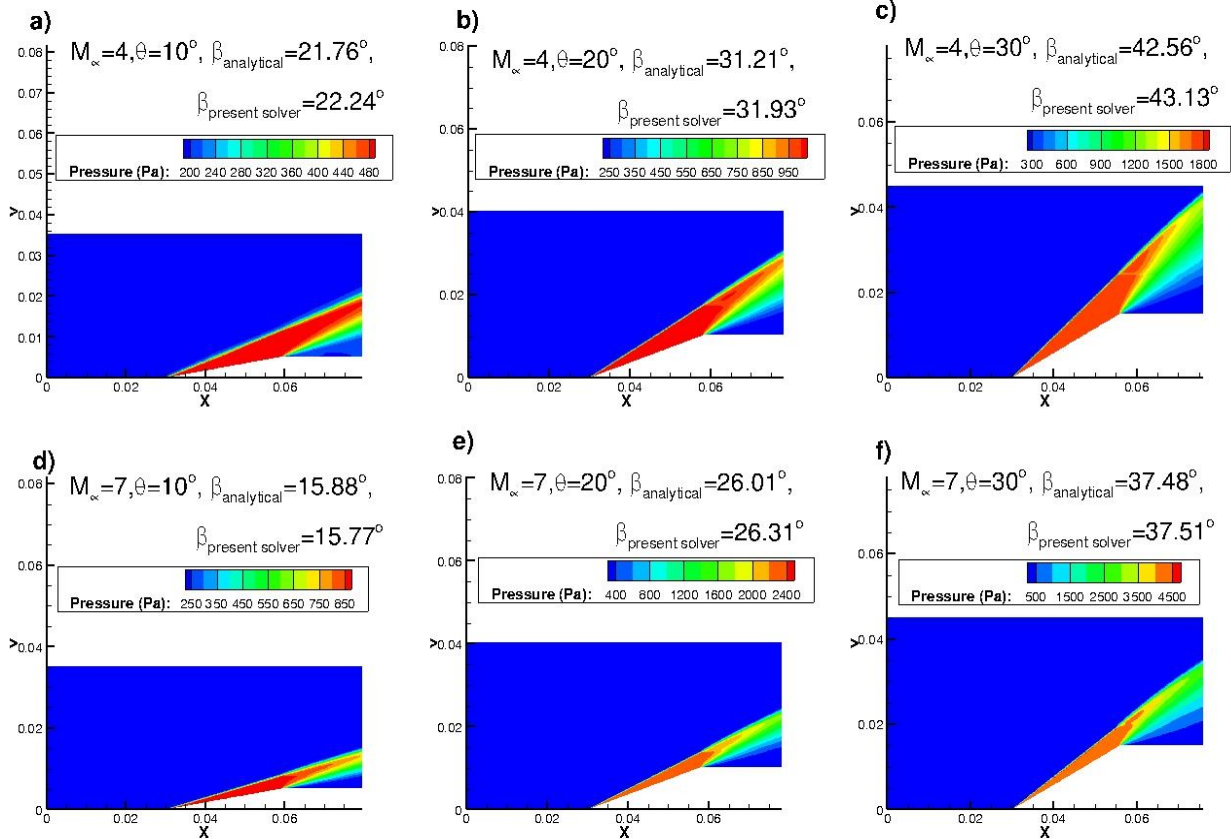 a)
M∝=4,θ=10°, βanalytical=21.76°,
βpresent solver=22.24°
Pressure (Pa): 200 240 280 320 360 400 440 480
0.08
0.06
0.04
0.03
0.02
0.01
0
Y
0 0.02 0.04 0.06
X
b)
M∝=4,θ=20°, βanalytical=31.21°,
βpresent solver=31.93°
Pressure (Pa): 250 350 450 550 650 750 850 950
0.08
0.06
0.04
0.02
0
Y
0 0.02 0.04 0.06
X
c)
M∝=4,θ=30°, βanalytical=42.56°,
βpresent solver=43.13°
Pressure (Pa): 300 600 900 1200 1500 1800
0.08
0.06
0.04
0.02
0
Y
0 0.02 0.04 0.06
X
d)
M∝=7,θ=10°, βanalytical=15.88°,
βpresent solver=15.77°
Pressure (Pa): 250 350 450 550 650 750 850
0.08
0.06
0.04
0.02
0
Y
0 0.02 0.04 0.06
X
e)
M∝=7,θ=20°, βanalytical=26.01°,
βpresent solver=26.31°
Pressure (Pa): 400 800 1200 1600 2000 2400
0.08
0.06
0.04
0.02
0
Y
0 0.02 0.04 0.06
X
f)
M∝=7,θ=30°, βanalytical=37.48°,
βpresent solver=37.51°
Pressure (Pa): 500 1500 2500 3500 4500
0.08
0.06
0.04
0.02
0
Y
0 0.02 0.04 0.06
X